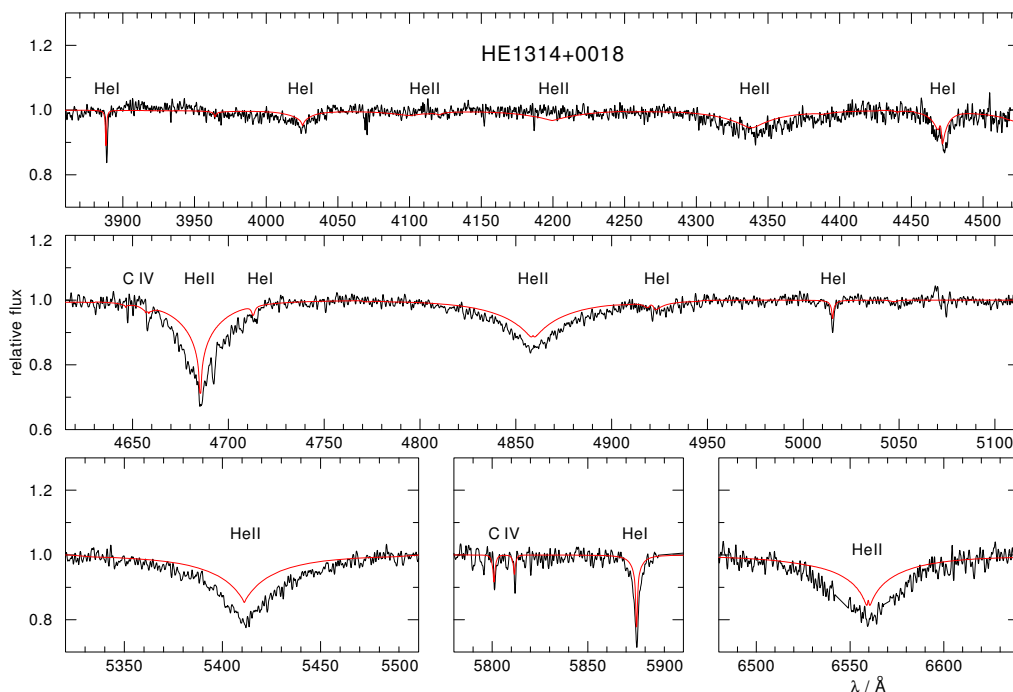 HE1314+0018
HeI HeI HeII HeII HeII HeI
1.2
1.0
0.8
3900 3950 4000 4050 4100 4150 4200 4250 4300 4350 4400 4450 4500
relative flux
C IV HeII HeI HeII HeI HeI
1.2
1.0
0.8
0.6
4650 4700 4750 4800 4850 4900 4950 5000 5050 5100
HeII
1.2
1.0
0.8
5350 5400 5450 5500
C IV HeI
5800 5850 5900
HeII
6500 6550 6600
λ / Å